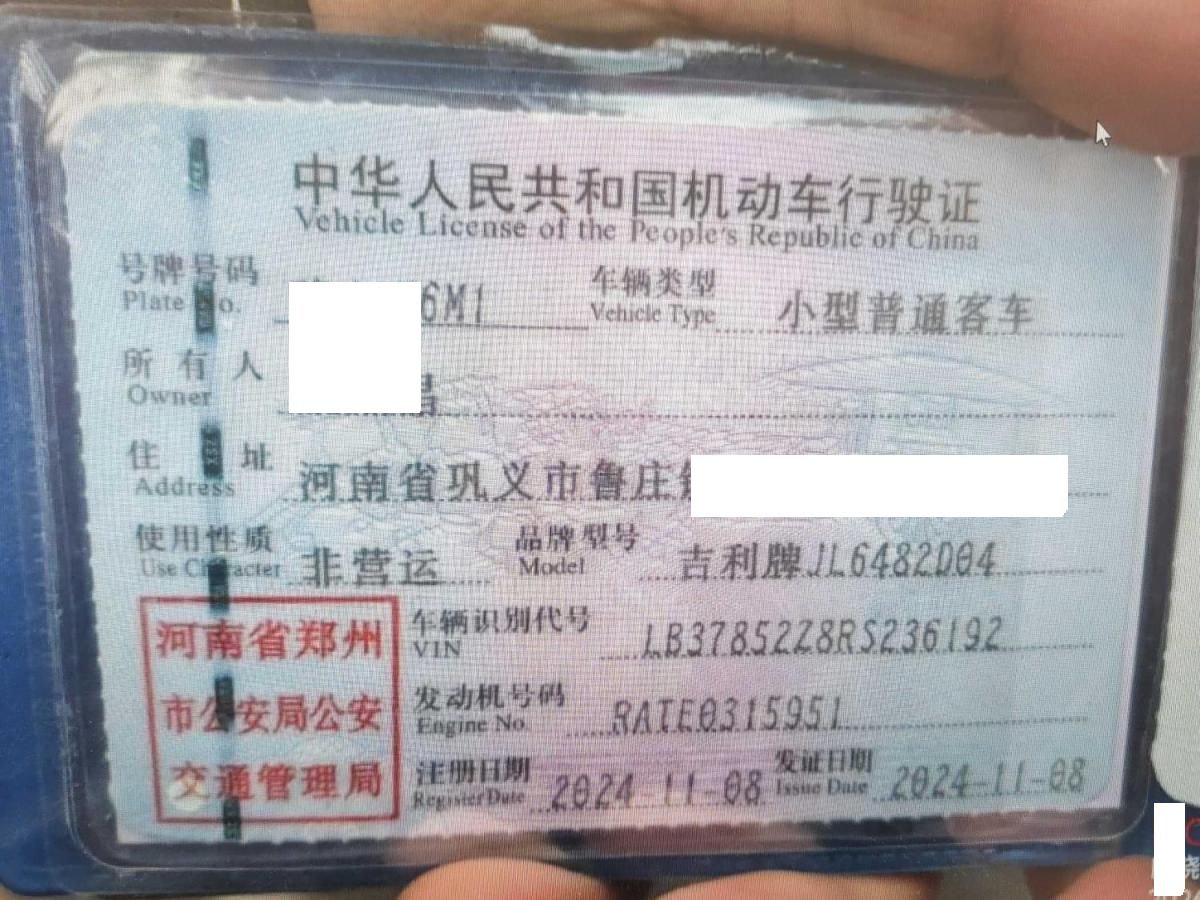 中华人民共和国机动车行驶证
Vehicle License of the People's Republic of China
号牌号码 6M1 车辆类型 小型普通客车
Plate No. Vehicle Type
所有人 昌
Owner
住址 河南省巩义市鲁庄
Address
使用性质 非营运 品牌型号 吉利牌JL6482D04
Use Character Model
河南省郑州
市公安局公安
交通管理局
车辆识别代号 LB37852Z8RS236192
VIN
发动机号码 RATE0315951
Engine No.
注册日期 2024-11-08 发证日期 2024-11-08
Register Date Issue Date